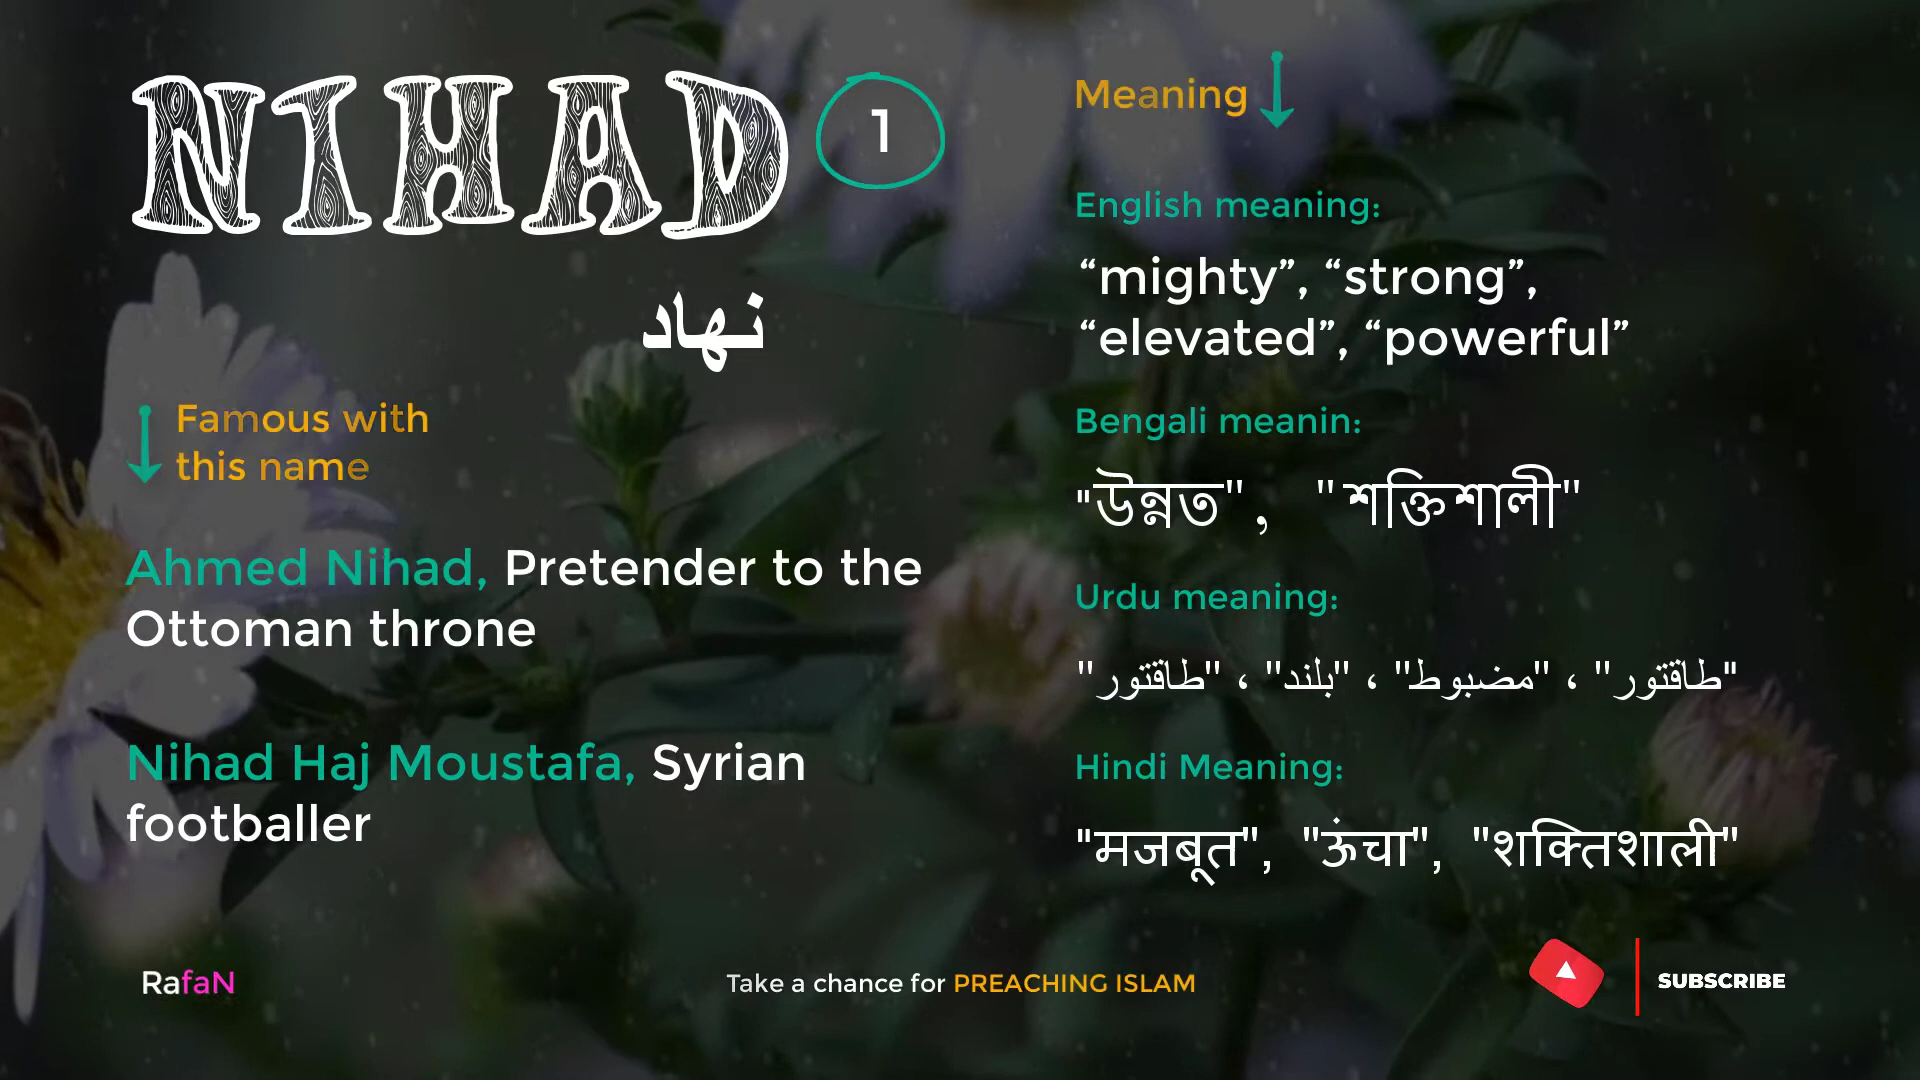 NIHAD
1
نهاد
Famous with
this name
Ahmed Nihad, Pretender to the
Ottoman throne
Nihad Haj Moustafa, Syrian
footballer
Meaning
English meaning:
“mighty”, “strong”,
“elevated”, “powerful”
Bengali meanin:
"উন্নত", "শক্তিশালী"
Urdu meaning:
"طاقتور" ، "مضبوط" ، "بلند" ، "طاقتور"
Hindi Meaning:
"मजबूत", "ऊंचा", "शक्तिशाली"
RafaN
Take a chance for PREACHING ISLAM
SUBSCRIBE